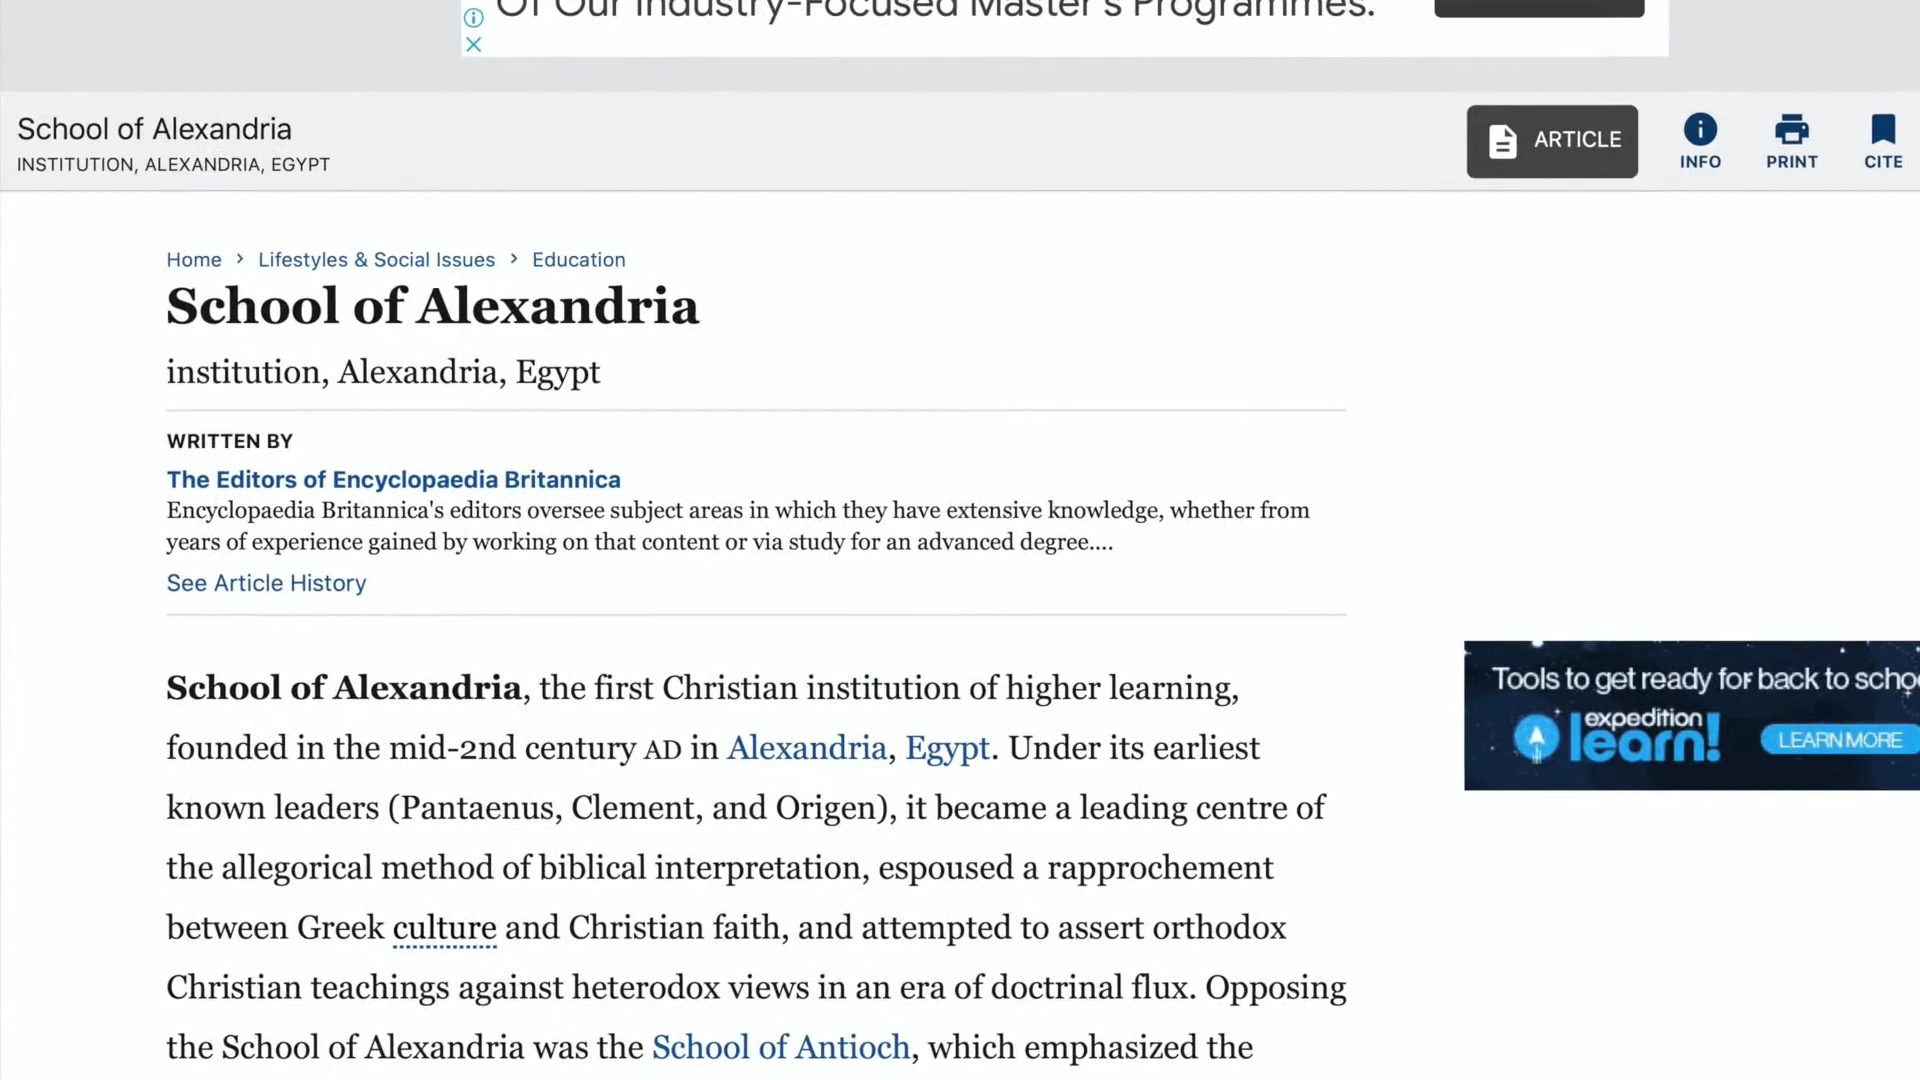 Of Our Industry-Focused Master's Programmes.
School of Alexandria
INSTITUTION, ALEXANDRIA, EGYPT
ARTICLE
INFO
PRINT
CITE
Home > Lifestyles & Social Issues > Education
School of Alexandria
institution, Alexandria, Egypt
WRITTEN BY
The Editors of Encyclopaedia Britannica
Encyclopaedia Britannica's editors oversee subject areas in which they have extensive knowledge, whether from
years of experience gained by working on that content or via study for an advanced degree....
See Article History
School of Alexandria, the first Christian institution of higher learning,
founded in the mid-2nd century AD in Alexandria, Egypt. Under its earliest
known leaders (Pantaenus, Clement, and Origen), it became a leading centre of
the allegorical method of biblical interpretation, espoused a rapprochement
between Greek culture and Christian faith, and attempted to assert orthodox
Christian teachings against heterodox views in an era of doctrinal flux. Opposing
the School of Alexandria was the School of Antioch, which emphasized the
Tools to get ready for back to scho
expedition
learn!
LEARN MORE